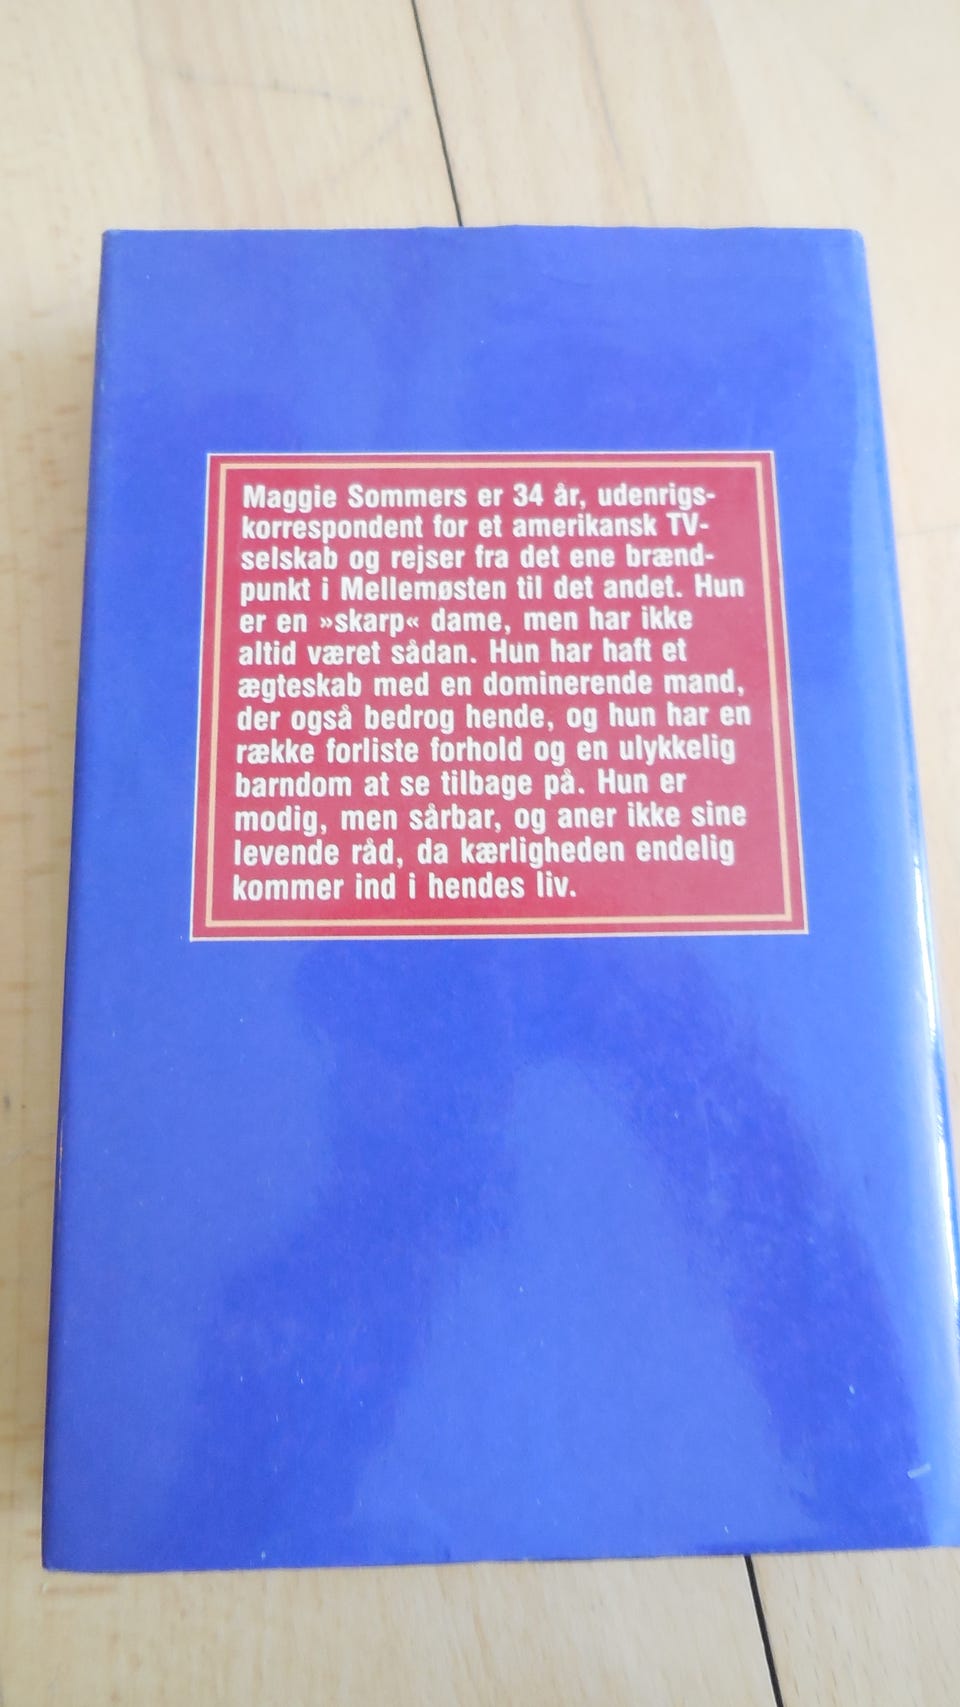 Maggie Sommers er 34 år, udenrigs-
korrespondent for et amerikansk TV-
selskab og rejser fra det ene brænd-
punkt i Mellemøsten til det andet. Hun
er en »skarp« dame, men har ikke
altid været sådan. Hun har haft et
ægteskab med en dominerende mand,
der også bedrog hende, og hun har en
række forliste forhold og en ulykkelig
barndom at se tilbage på. Hun er
modig, men sårbar, og aner ikke sine
levende råd, da kærligheden endelig
kommer ind i hendes liv.